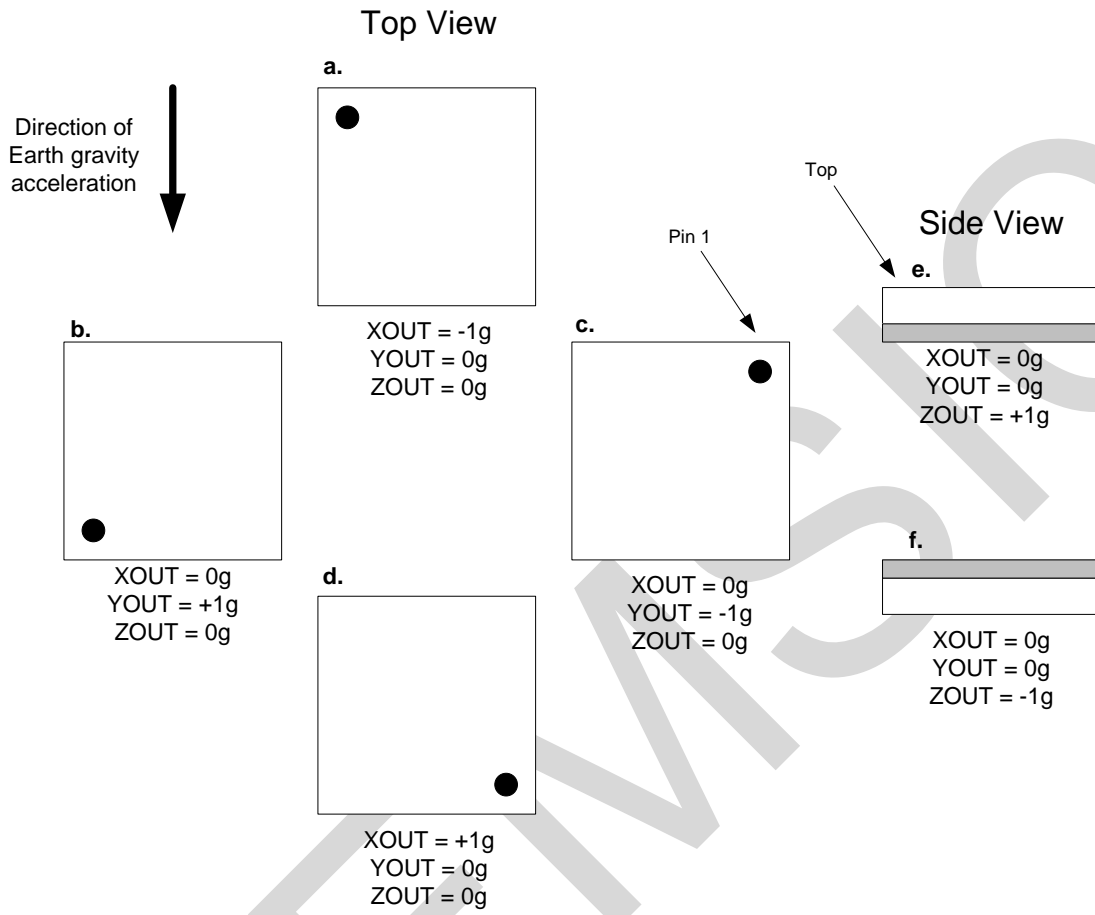 Top View
a.
Direction of
Earth gravity
acceleration
XOUT = -1g
YOUT = 0g
ZOUT = 0g
b.
XOUT = 0g
YOUT = +1g
ZOUT = 0g
Pin 1
c.
XOUT = 0g
YOUT = -1g
ZOUT = 0g
d.
XOUT = +1g
YOUT = 0g
ZOUT = 0g
Top
Side View
e.
XOUT = 0g
YOUT = 0g
ZOUT = +1g
f.
XOUT = 0g
YOUT = 0g
ZOUT = -1g